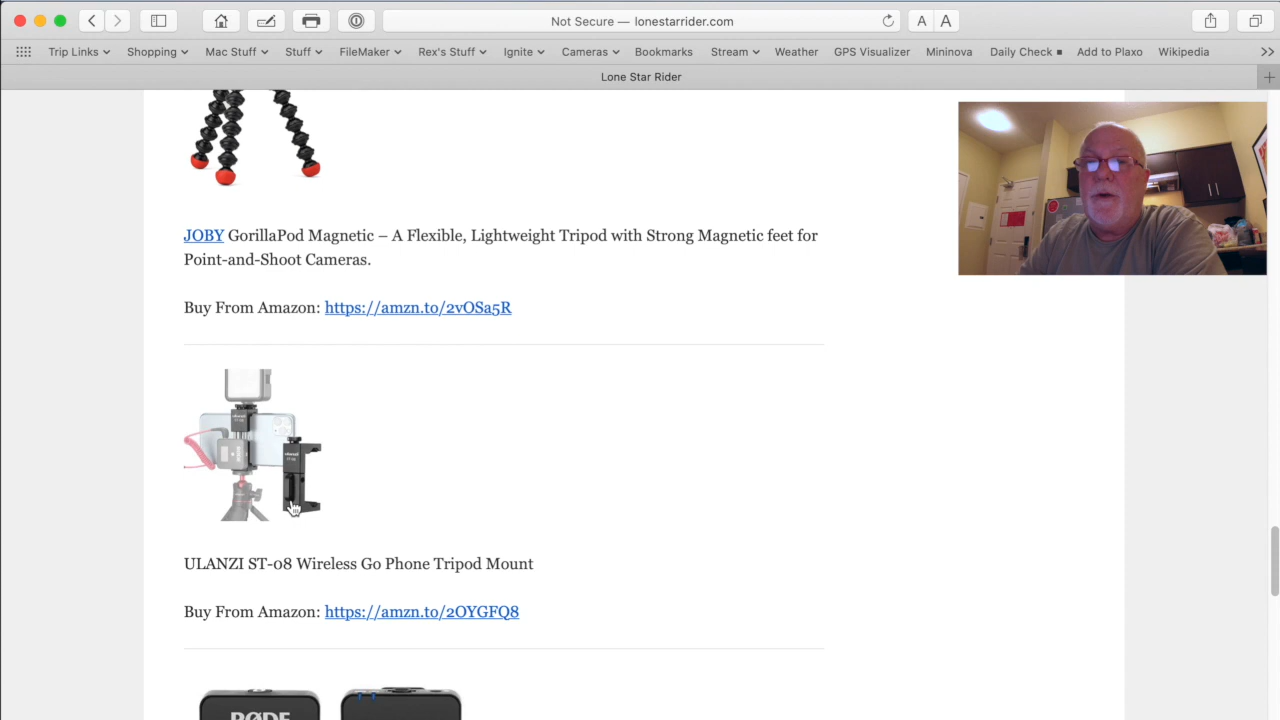 Not Secure — lonestarrider.com
A A
Trip Links Shopping Mac Stuff Stuff FileMaker Rex's Stuff Ignite Cameras Bookmarks Stream Weather GPS Visualizer Mininova Daily Check Add to Plaxo Wikipedia
Lone Star Rider
JOBY GorillaPod Magnetic – A Flexible, Lightweight Tripod with Strong Magnetic feet for
Point-and-Shoot Cameras.
Buy From Amazon: https://amzn.to/2vOSa5R
ULANZI ST-08 Wireless Go Phone Tripod Mount
Buy From Amazon: https://amzn.to/2OYGFQ8
RØDE